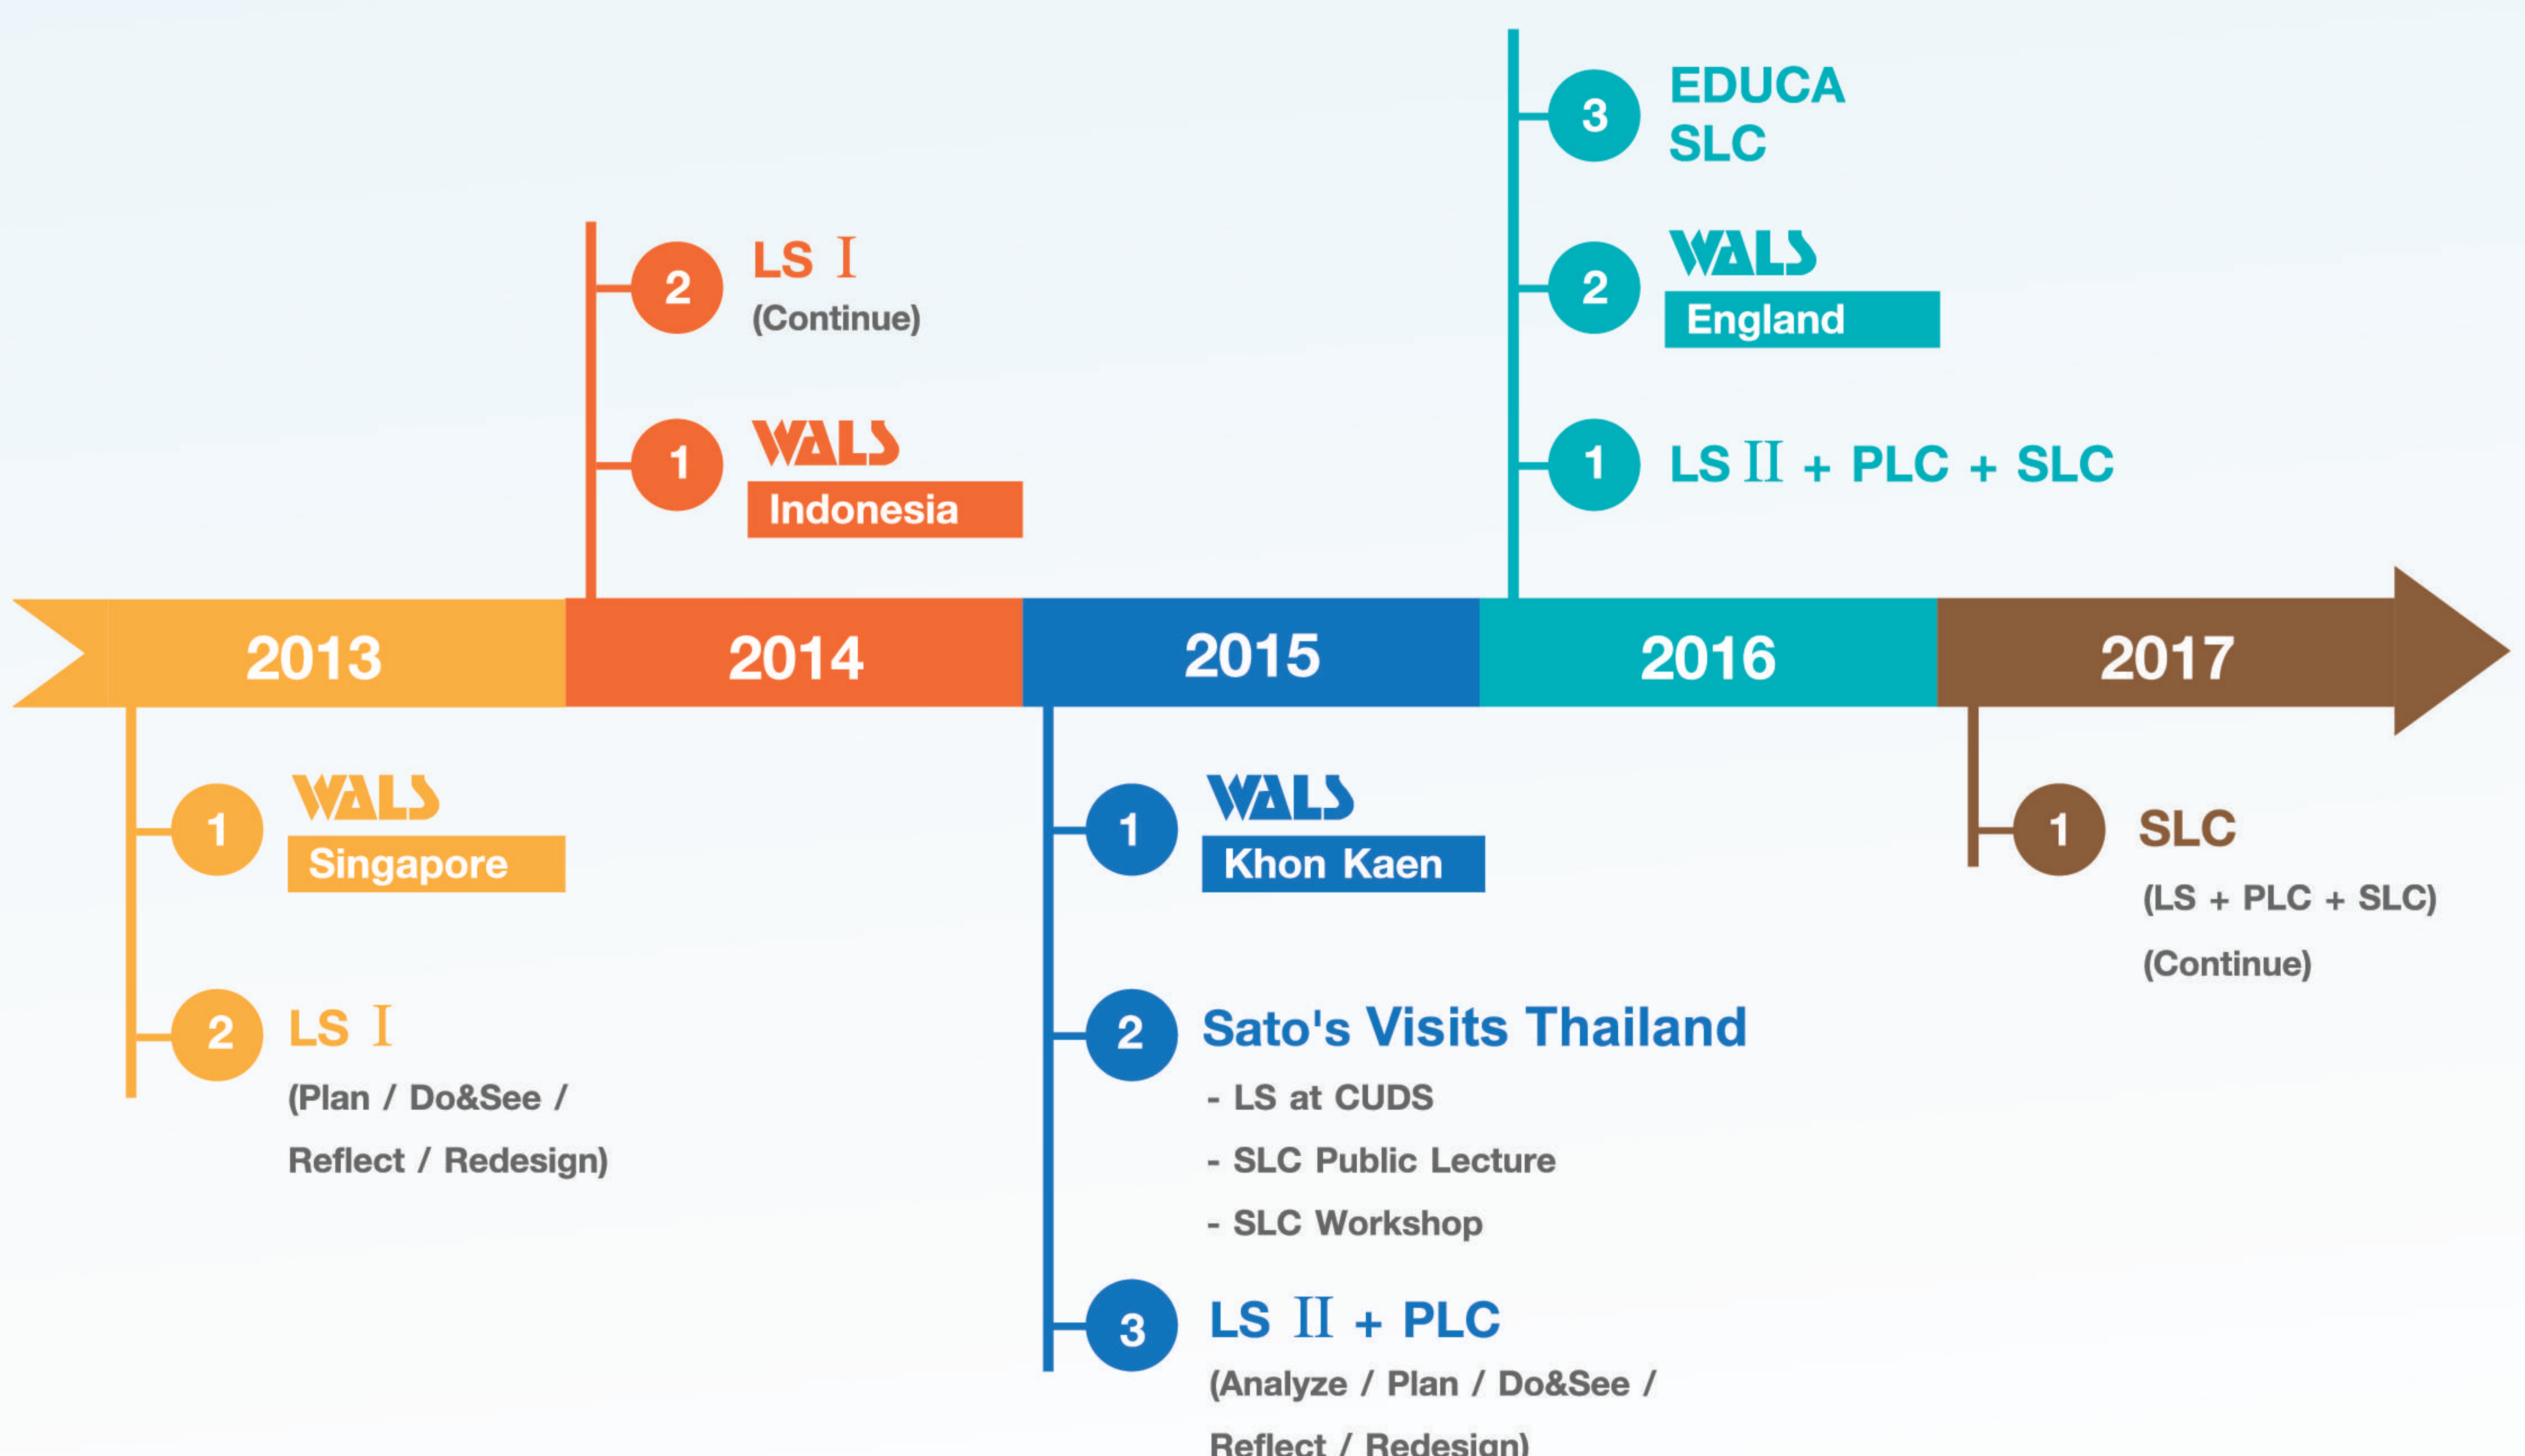 3
EDUCA
SLC
2
WALS
England
1
LS II + PLC + SLC
2
LS I
(Continue)
1
WALS
Indonesia
2013
2014
2015
2016
2017
1
WALS
Singapore
2
LS I
(Plan / Do&See /
Reflect / Redesign)
1
WALS
Khon Kaen
2
Sato's Visits Thailand
- LS at CUDS
- SLC Public Lecture
- SLC Workshop
3
LS II + PLC
(Analyze / Plan / Do&See /
Reflect / Redesign)
1
SLC
(LS + PLC + SLC)
(Continue)